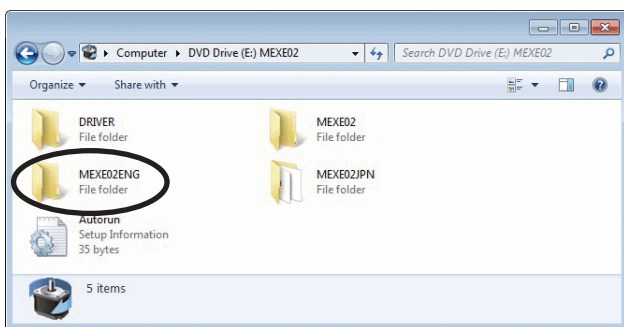 Computer DVD Drive (E:) MEXE02 Search DVD Drive (E:) MEXE02
Organize Share with
DRIVER
File folder
MEXE02
File folder
MEXE02ENG
File folder
MEXE02JPN
File folder
Autorun
Setup Information
35 bytes
5 items